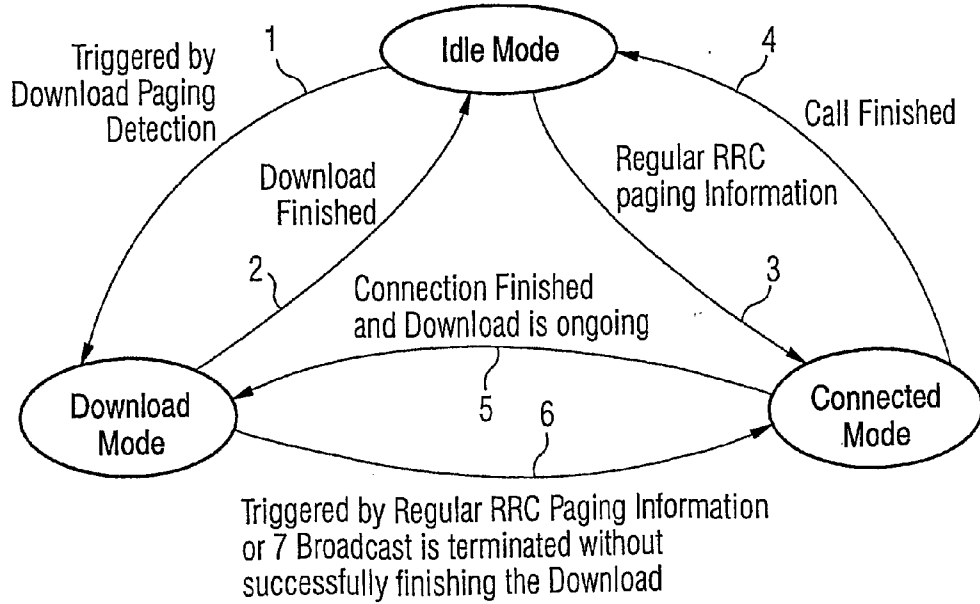 1
Idle Mode
4
Triggered by
Download Paging
Detection
Call Finished
Download
Finished
Regular RRC
paging Information
2
3
Connection Finished
and Download is ongoing
Download
Mode
5
6
Connected
Mode
Triggered by Regular RRC Paging Information
or 7 Broadcast is terminated without
successfully finishing the Download